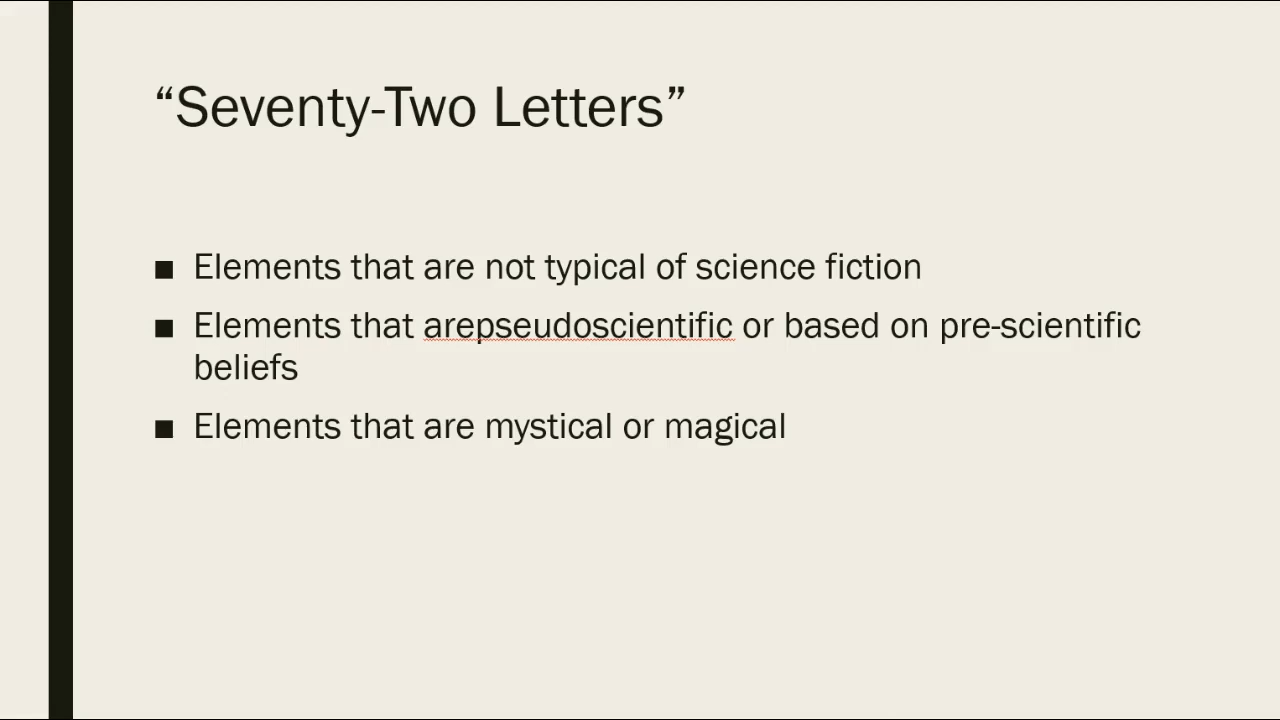 “Seventy-Two Letters”
■ Elements that are not typical of science fiction
■ Elements that arepseudoscientific or based on pre-scientific
beliefs
■ Elements that are mystical or magical